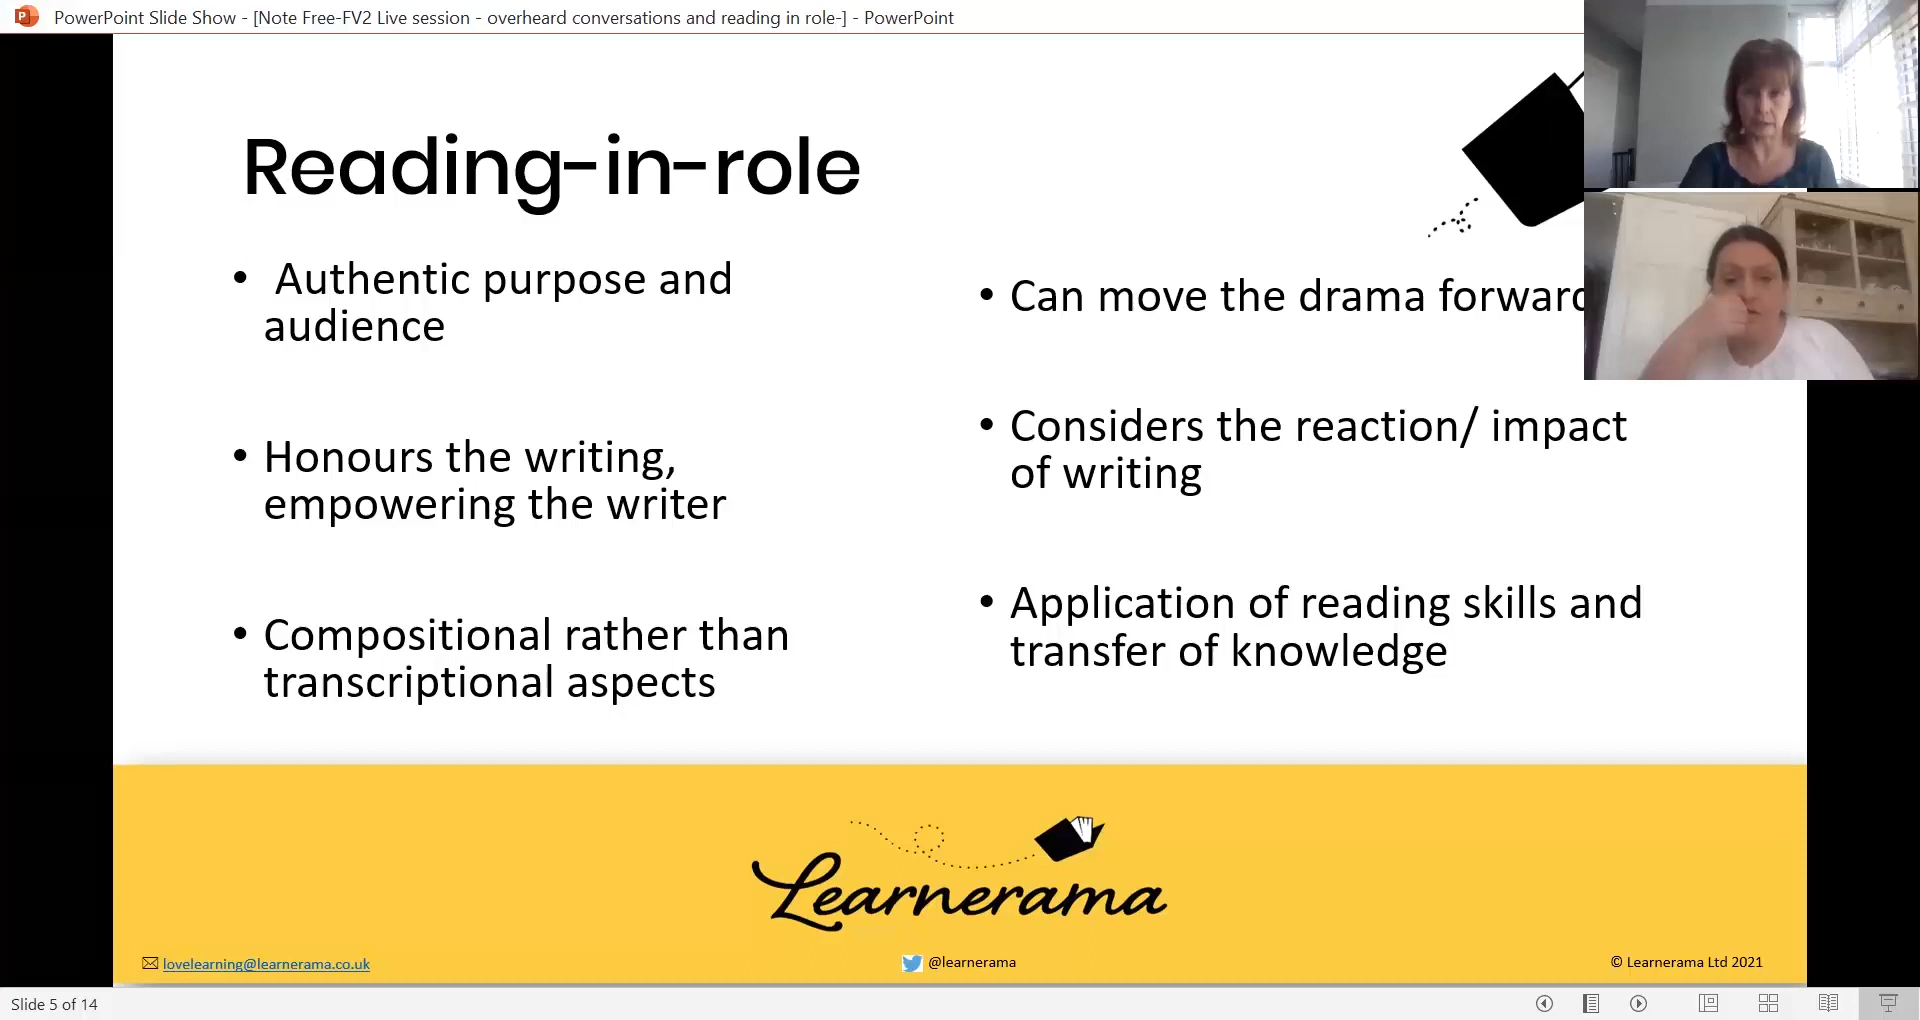 PowerPoint Slide Show - [Note Free-FV2 Live session - overheard conversations and reading in role-] - PowerPoint
Reading-in-role
• Authentic purpose and
audience
• Honours the writing,
empowering the writer
• Compositional rather than
transcriptional aspects
• Can move the drama forward
• Considers the reaction/ impact
of writing
• Application of reading skills and
transfer of knowledge
Learnerama
lovelearning@learnerama.co.uk
@learnerama
© Learnerama Ltd 2021
Slide 5 of 14